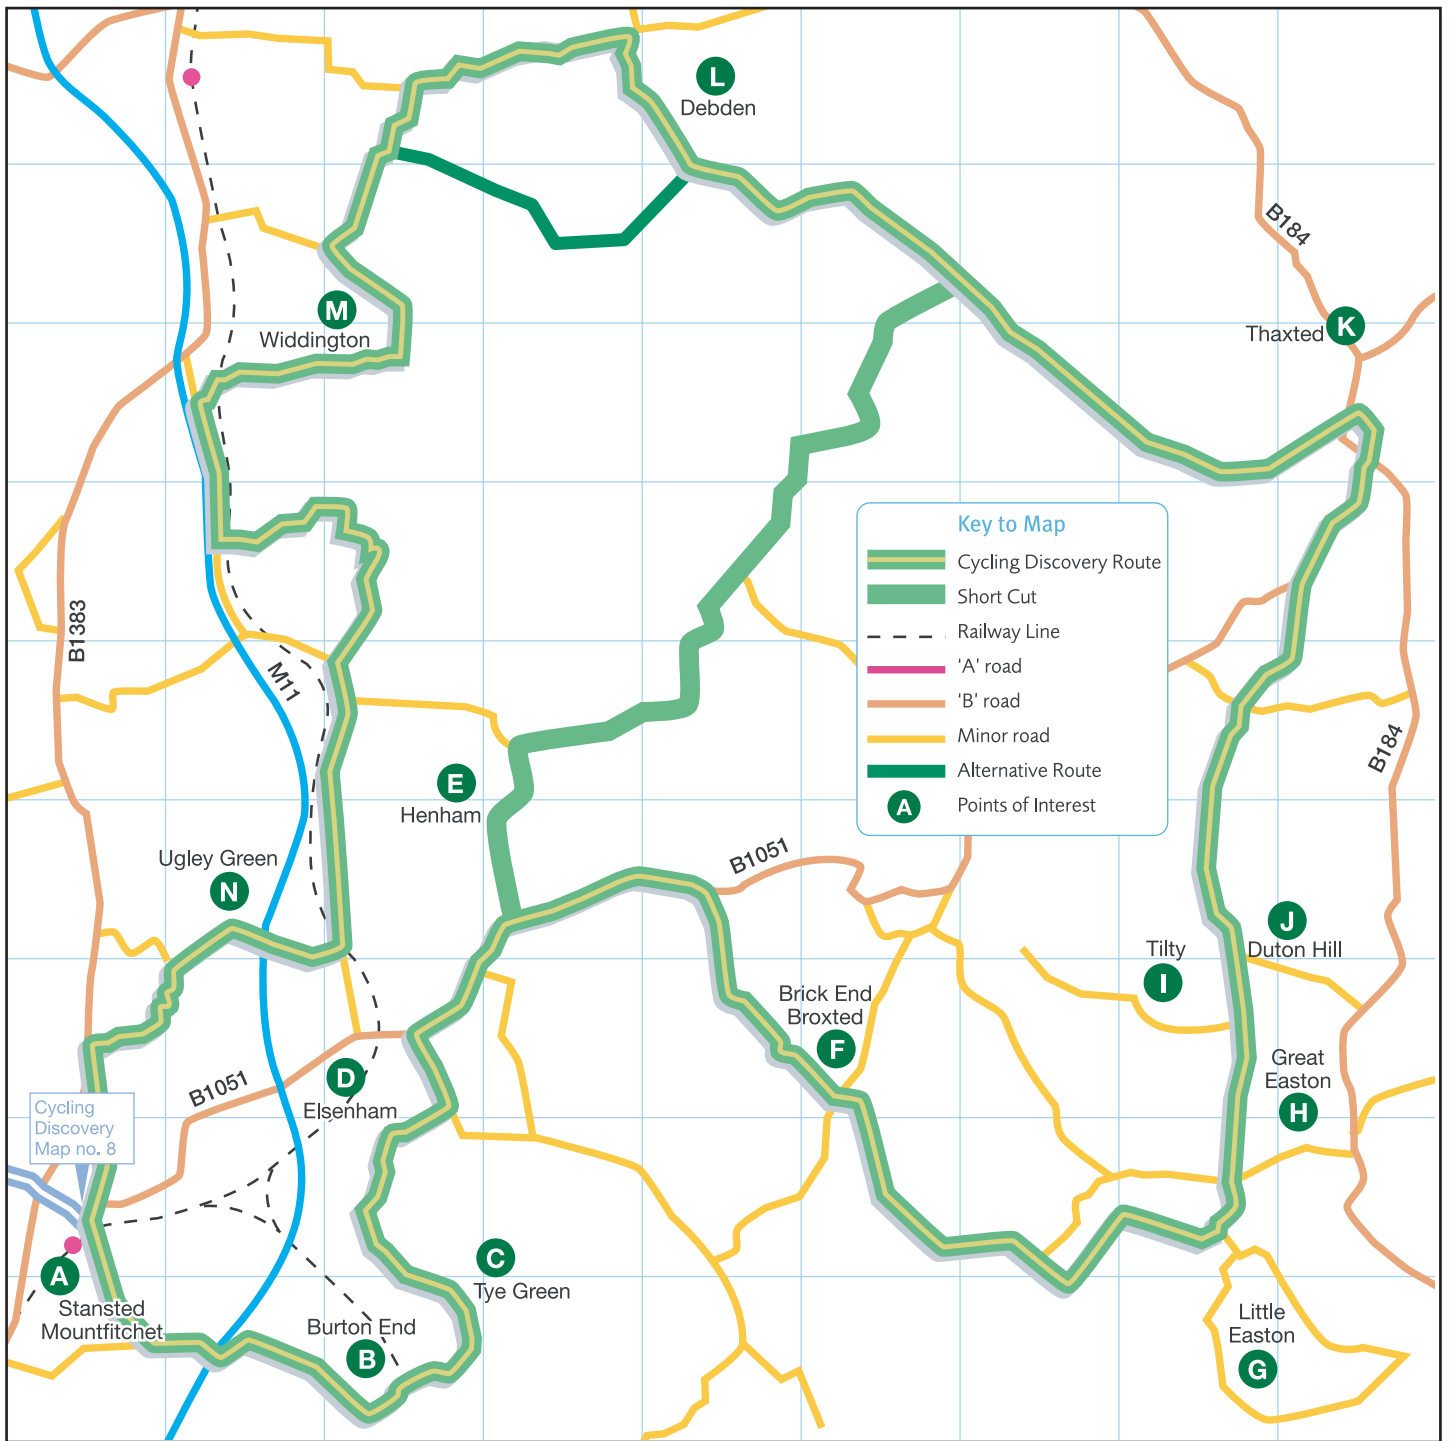 L
Debden
B184
M
Widdington
Thaxted
K
Key to Map
Cycling Discovery Route
Short Cut
Railway Line
'A' road
'B' road
Minor road
Alternative Route
A
Points of Interest
B1383
M11
B184
E
Henham
B1051
Ugley Green
N
J
Duton Hill
Tilty
I
Brick End
Broxted
F
Great
Easton
H
B1051
D
Elsenham
Cycling
Discovery
Map no. 8
C
Tye Green
A
Stansted
Mountfitchet
Burton End
B
Little
Easton
G